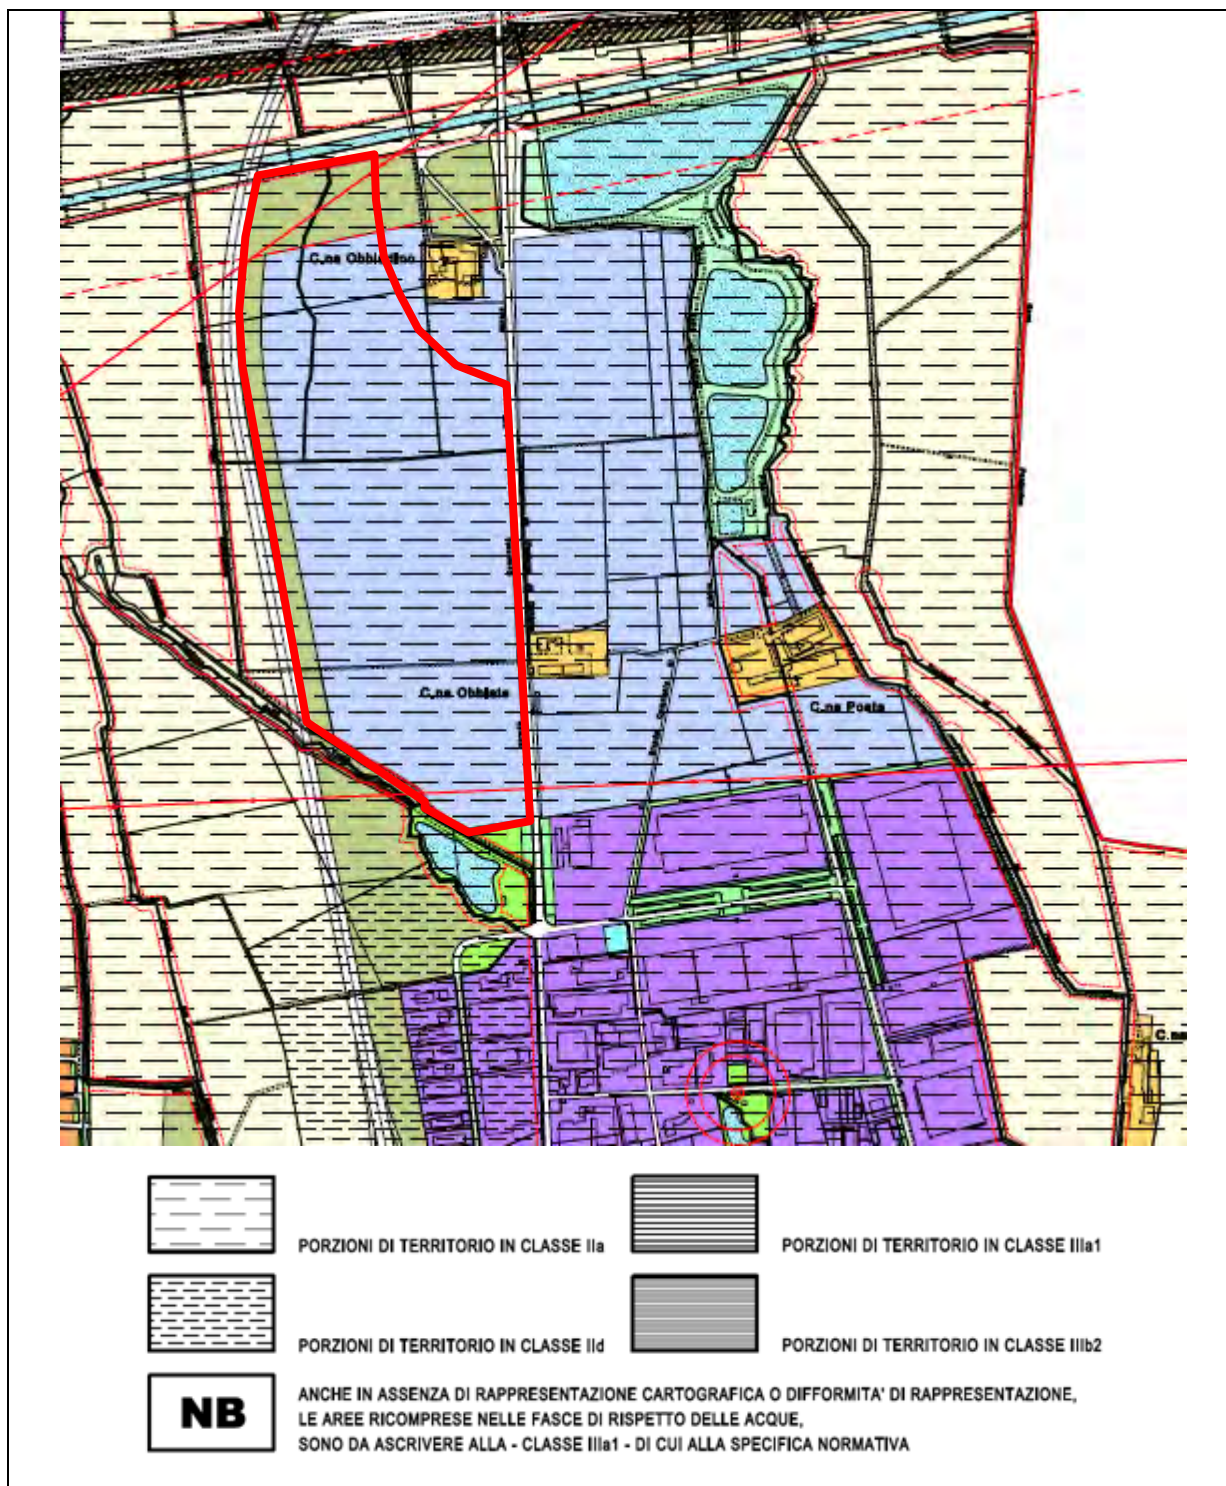 C.na Obbiate
C.na Posta
C.na
PORZIONI DI TERRITORIO IN CLASSE IIa
PORZIONI DI TERRITORIO IN CLASSE IIIa1
PORZIONI DI TERRITORIO IN CLASSE IId
PORZIONI DI TERRITORIO IN CLASSE IIIb2
NB
ANCHE IN ASSENZA DI RAPPRESENTAZIONE CARTOGRAFICA O DIFFORMITA' DI RAPPRESENTAZIONE,
LE AREE RICOMPRESE NELLE FASCE DI RISPETTO DELLE ACQUE,
SONO DA ASCRIVERE ALLA - CLASSE IIIa1 - DI CUI ALLA SPECIFICA NORMATIVA